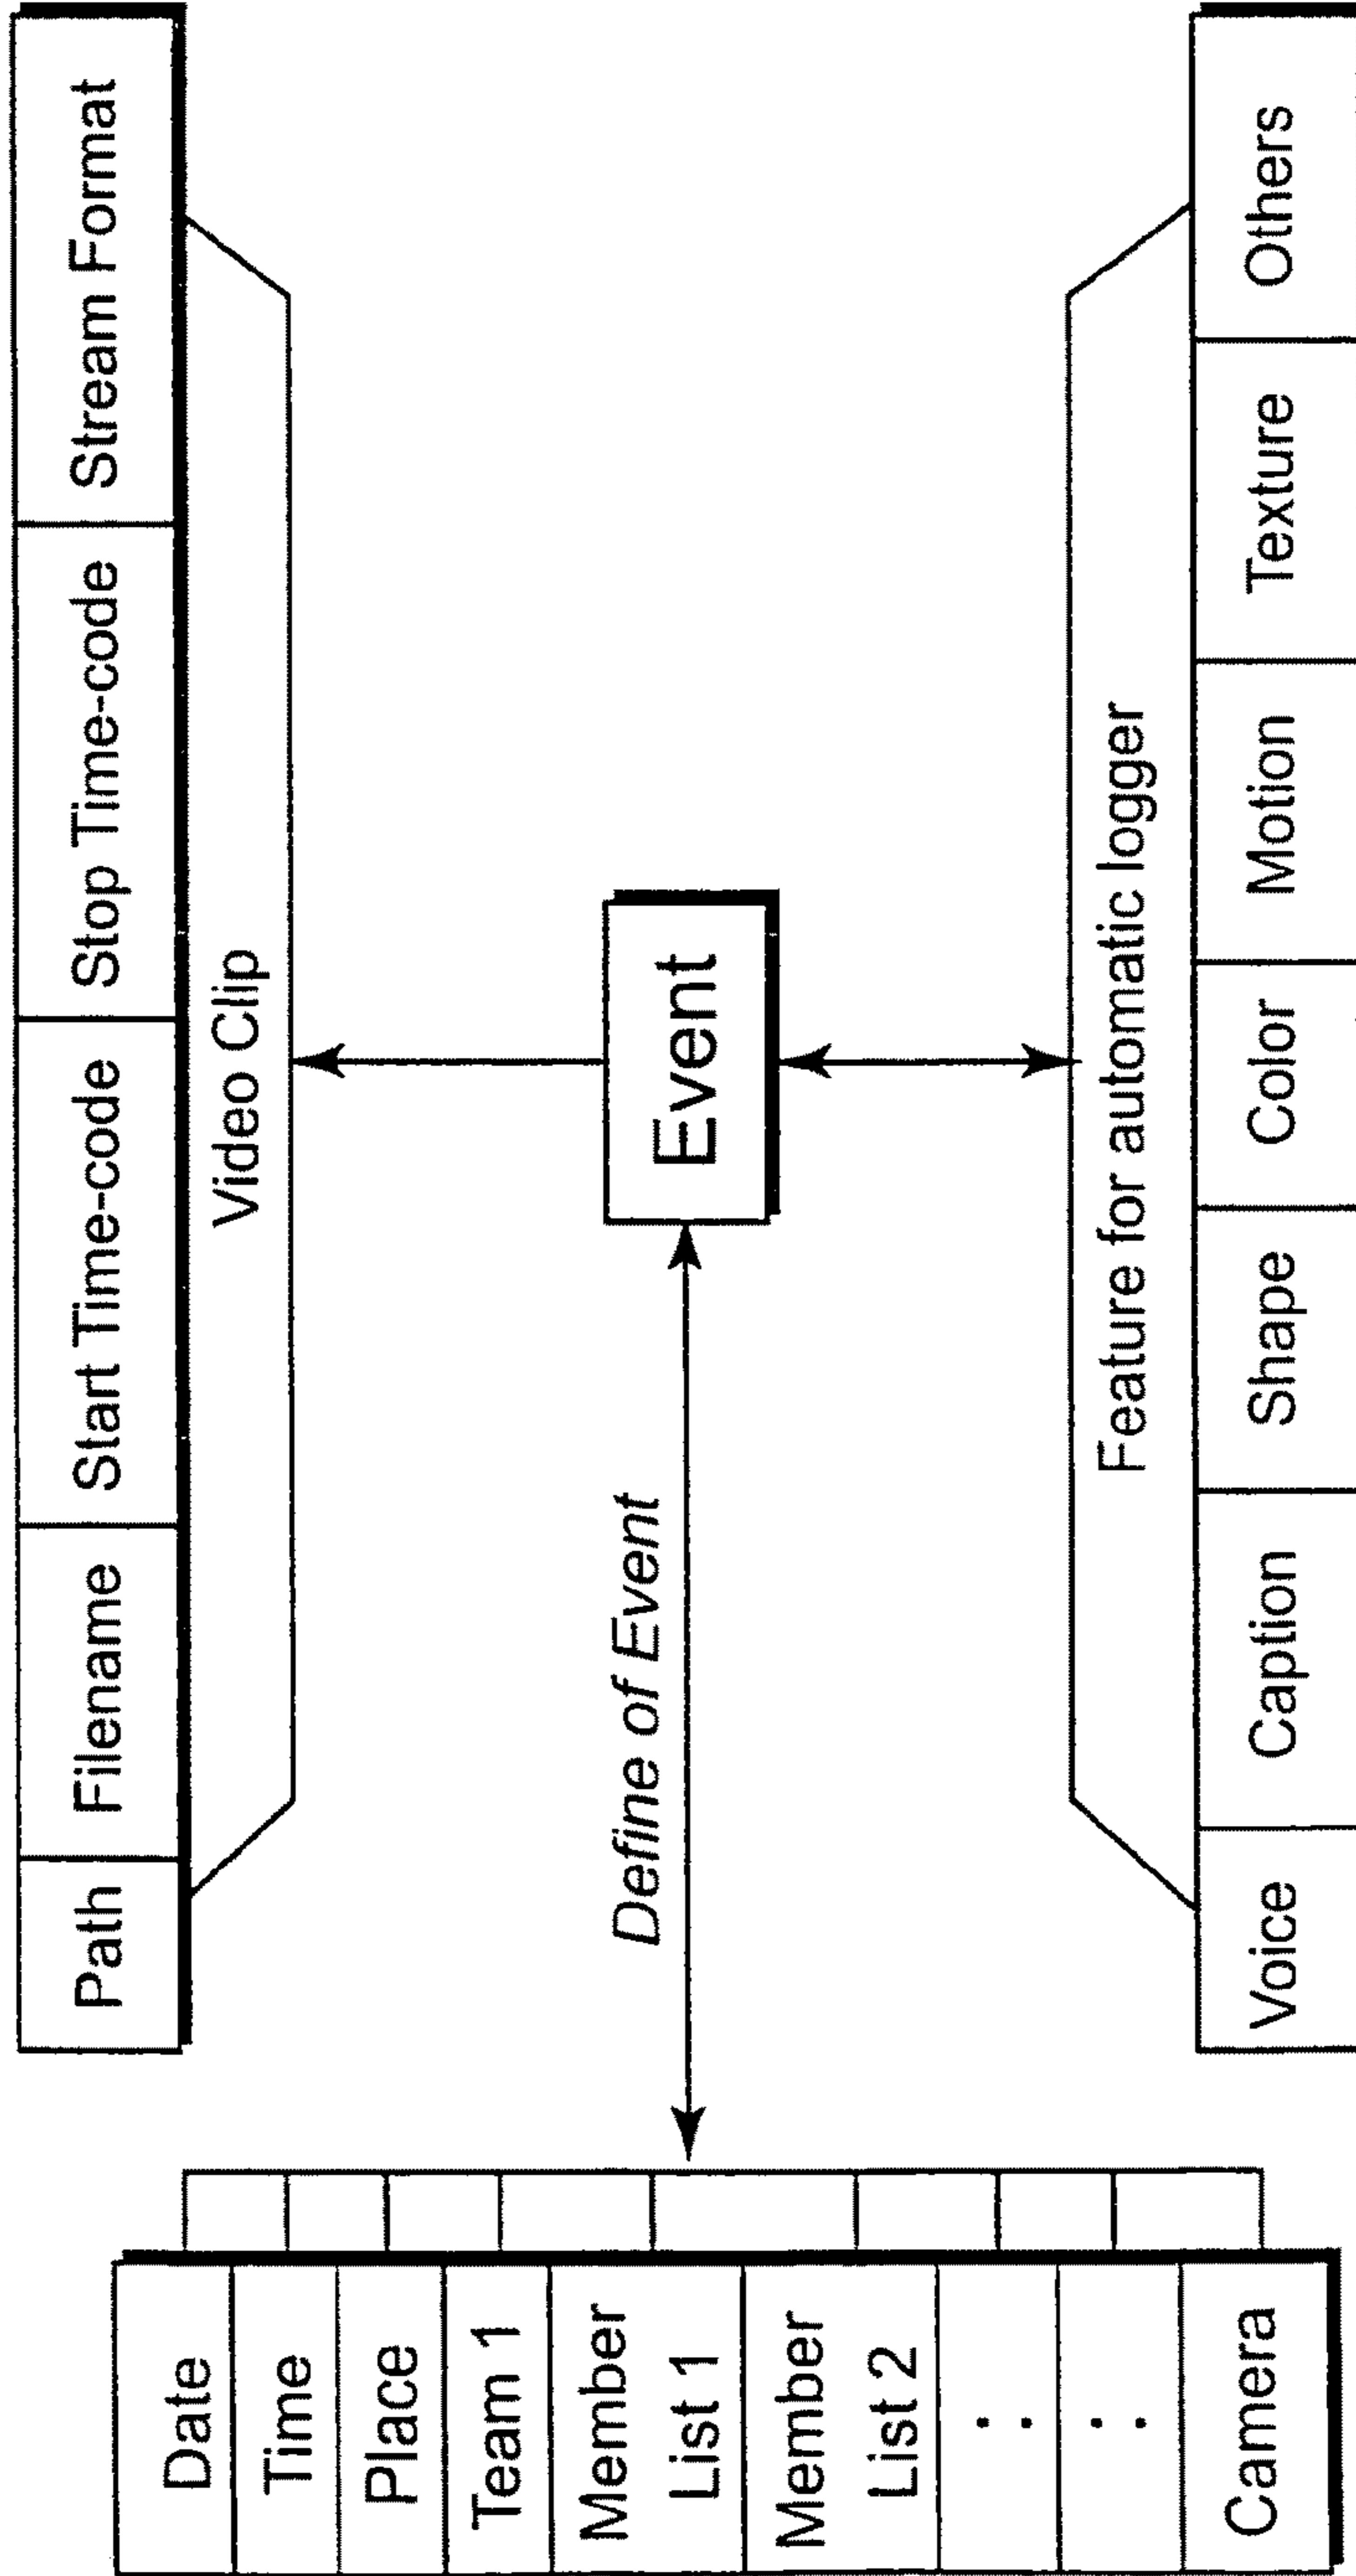 Path
Filename
Start Time-code
Stop Time-code
Stream Format
Video Clip
Date
Time
Place
Team 1
Member
List 1
Member
List 2
:
:
Camera
Define of Event
Event
Feature for automatic logger
Voice
Caption
Shape
Color
Motion
Texture
Others